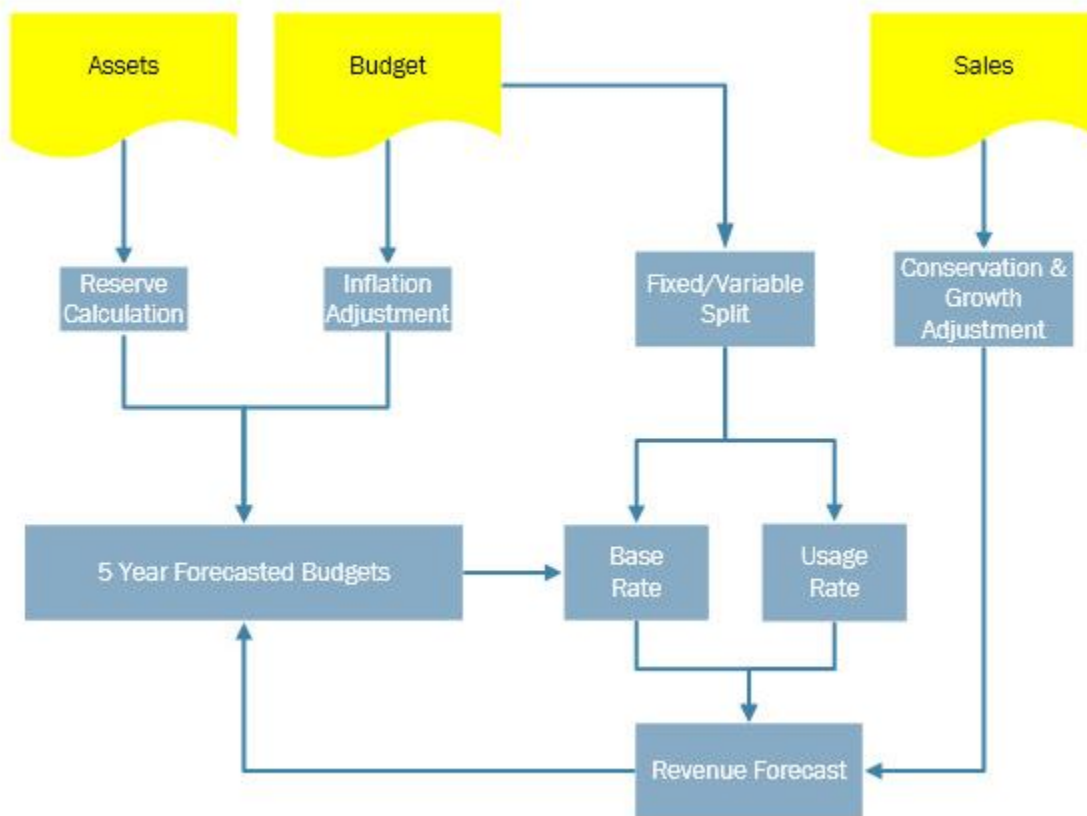 Assets
Budget
Sales
Reserve
Calculation
Inflation
Adjustment
Fixed/Variable
Split
Conservation &
Growth
Adjustment
5 Year Forecasted Budgets
Base
Rate
Usage
Rate
Revenue Forecast